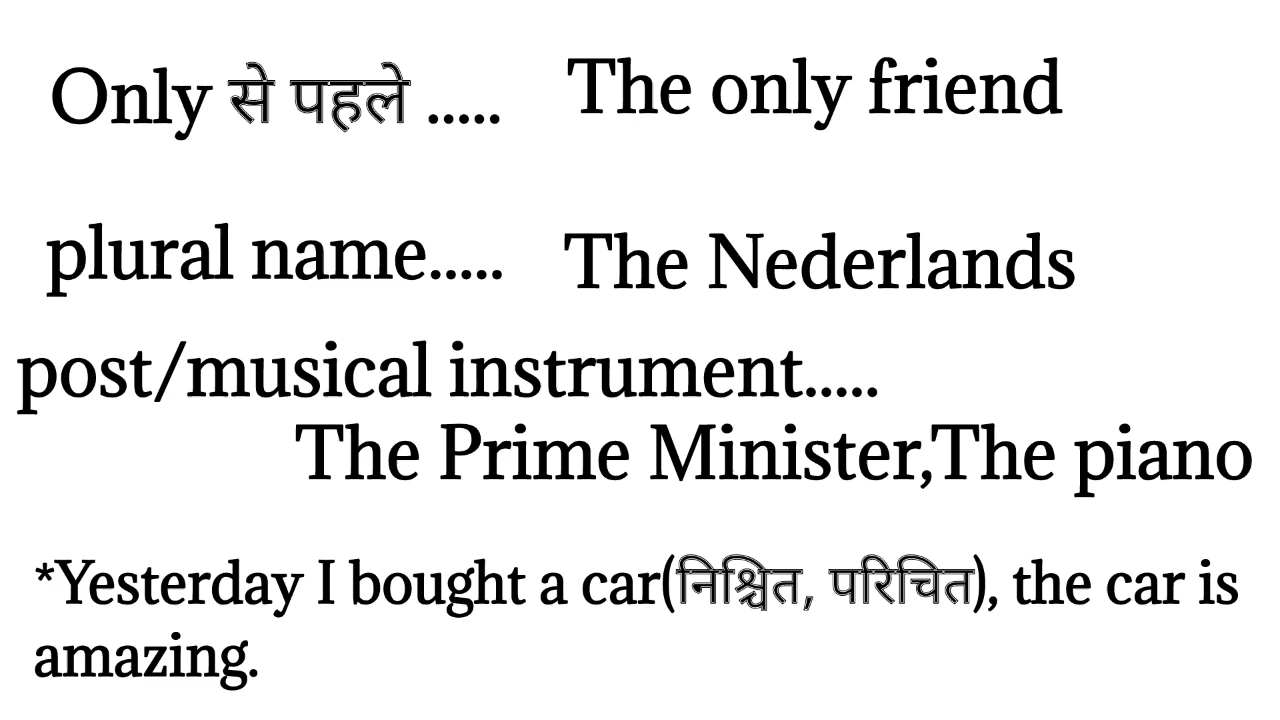 Only से पहले ..... The only friend
plural name..... The Nederlands
post/musical instrument.....
The Prime Minister,The piano
*Yesterday I bought a car(निश्चित, परिचित), the car is
amazing.